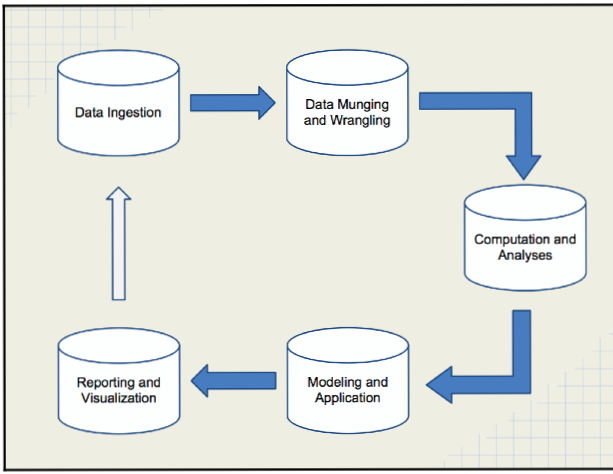 Data Ingestion
Data Munging
and Wrangling
Computation and
Analyses
Modeling and
Application
Reporting and
Visualization